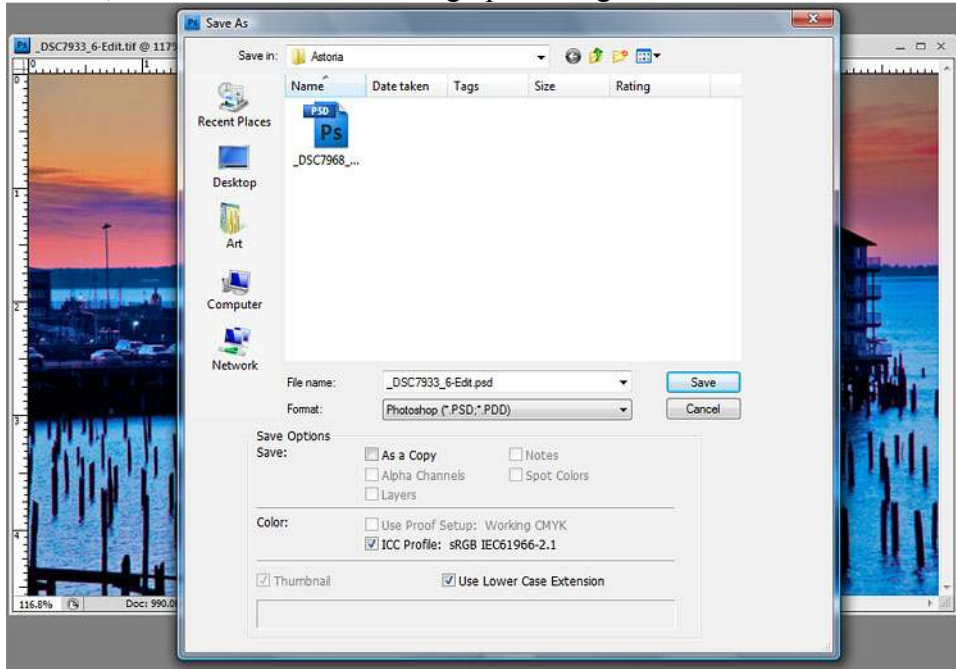 Save As
_DSC7933_6-Edit.tif @ 117
Save in: Astoria
Name Date taken Tags Size Rating
Recent Places
PSD
Ps
_DSC7968_...
Desktop
Art
Computer
Network
File name: _DSC7933_6-Edit.psd Save
Format: Photoshop (*.PSD;*.PDD) Cancel
Save Options
Save: As a Copy Notes
Alpha Channels Spot Colors
Layers
Color: Use Proof Setup: Working CMYK
ICC Profile: sRGB IEC61966-2.1
Thumbnail Use Lower Case Extension
116.8% Doc: 990.0